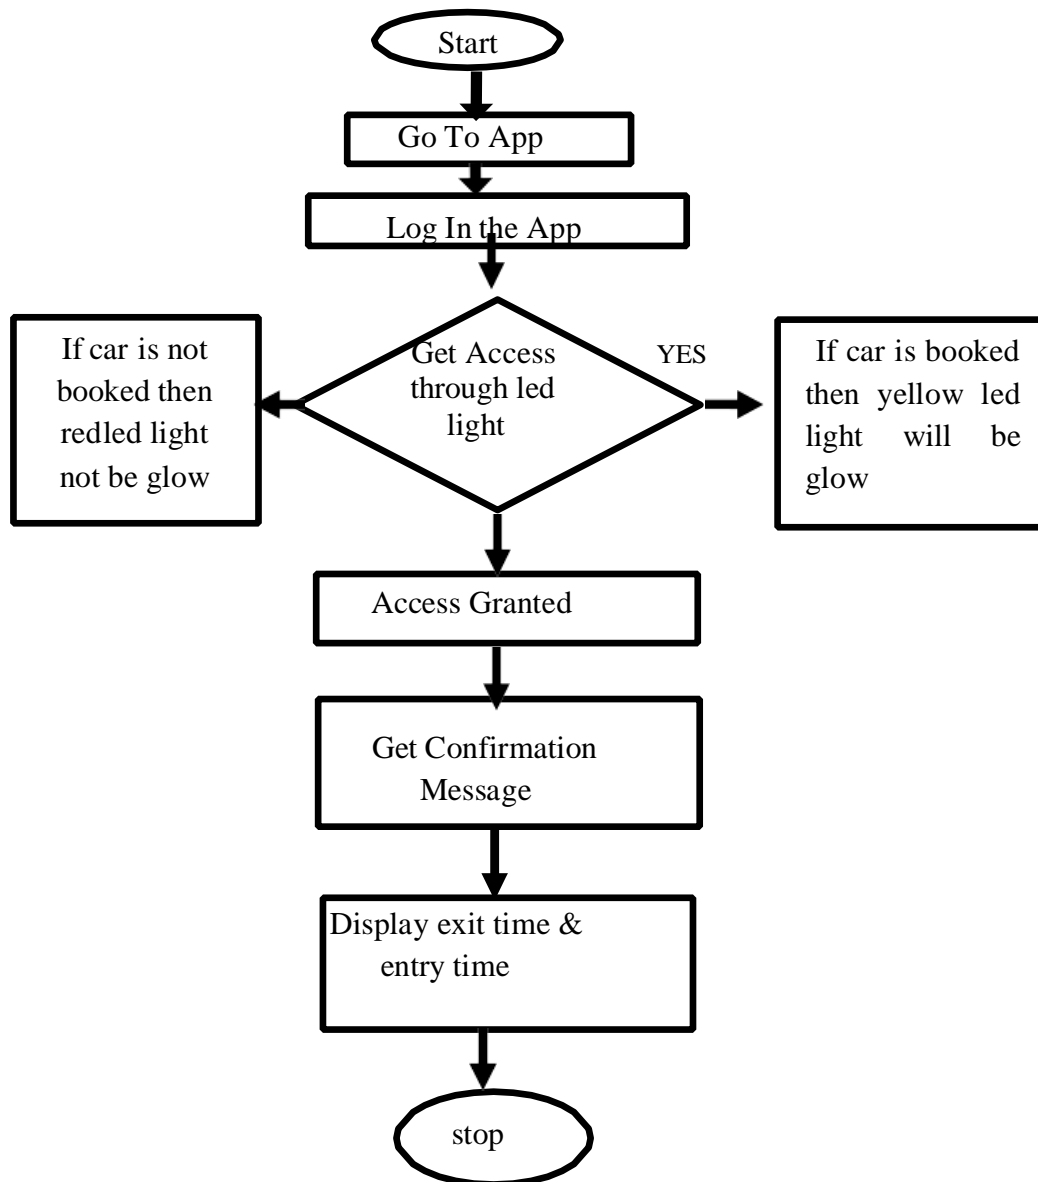 Start
Go To App
Log In the App
If car is not
booked then
redled light
not be glow
Get Access
through led
light
YES
If car is booked
then yellow led
light will be
glow
Access Granted
Get Confirmation
Message
Display exit time &
entry time
stop